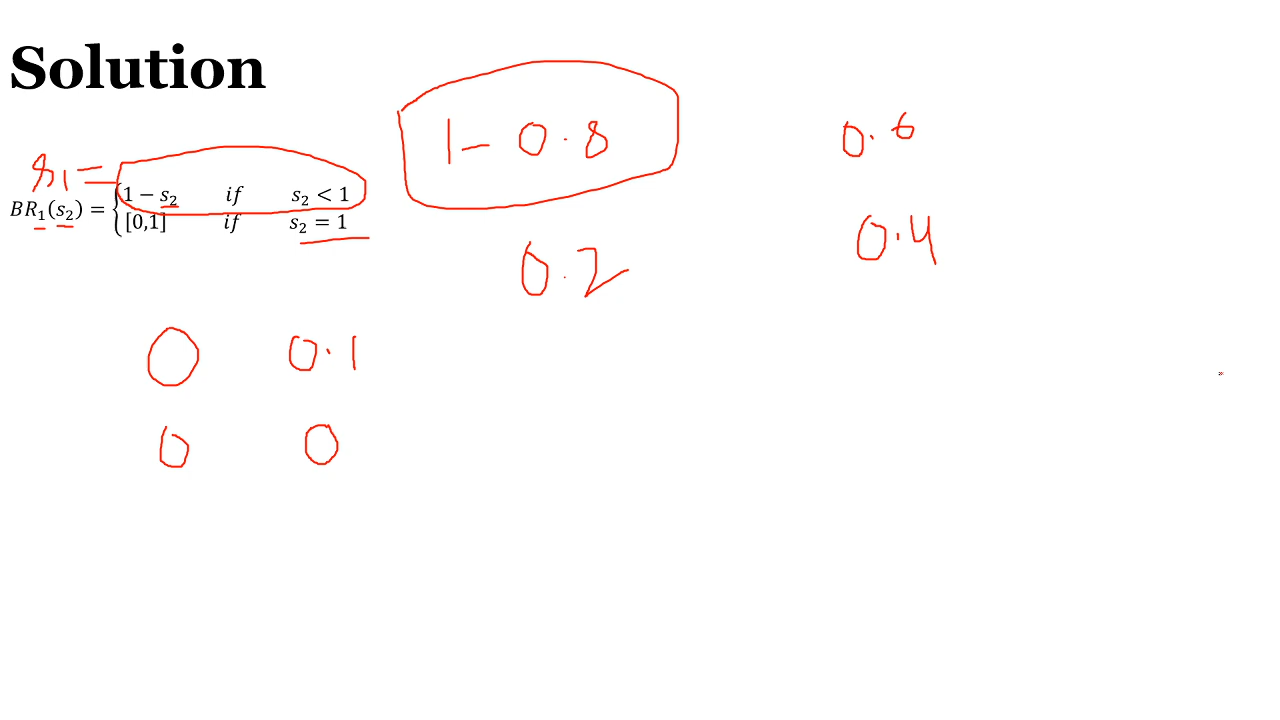 Solution
1 - 0.8
0.6
s1 =
BR₁(s₂) = { 1 − s₂ if s₂ < 1
[0,1] if s₂ = 1
0.4
0.2
0 0.1
0 0